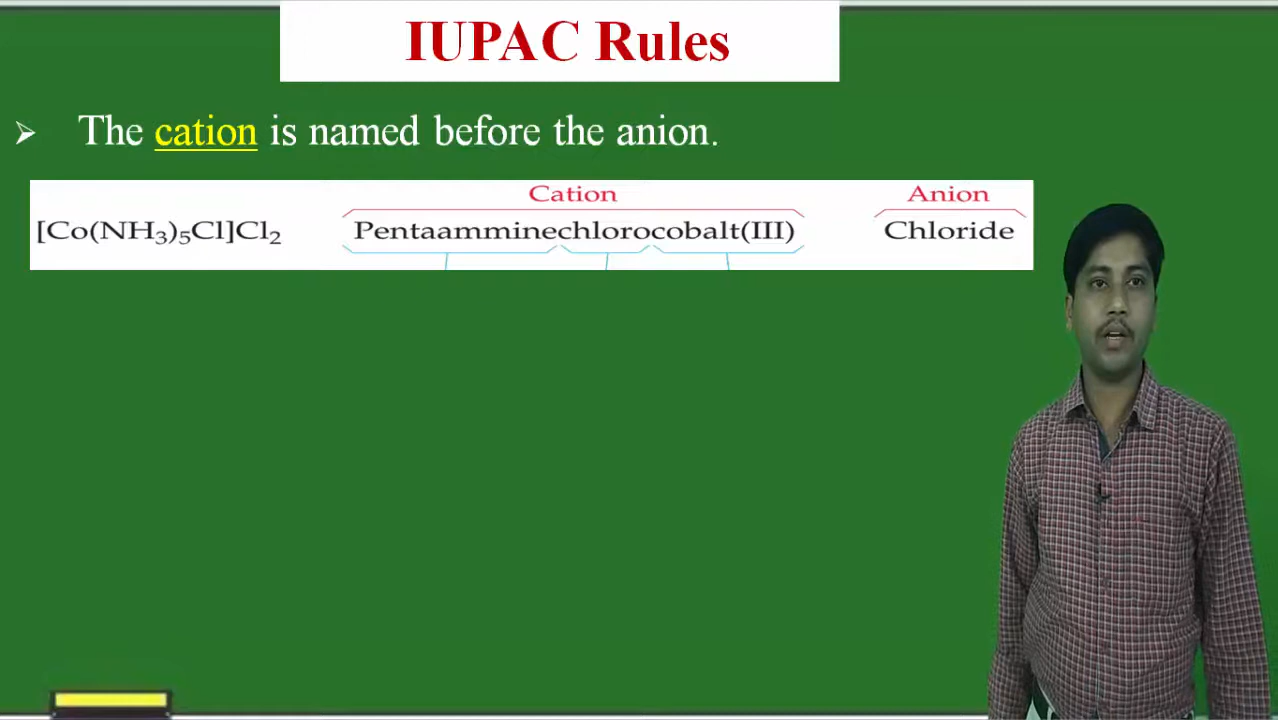 IUPAC Rules
➢ The cation is named before the anion.
Cation Anion
[Co(NH₃)₅Cl]Cl₂ Pentaamminechlorocobalt(III) Chloride